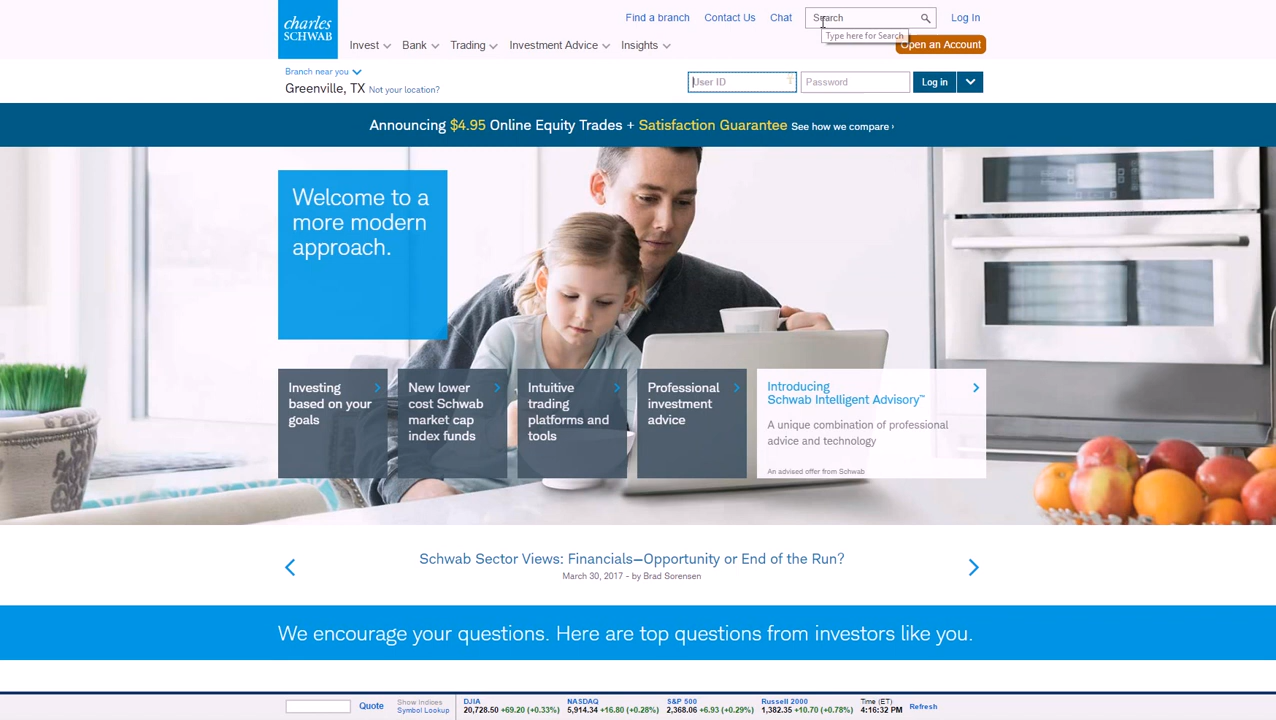 charles
SCHWAB
Find a branch
Contact Us
Chat
Search
Log In
Type here for Search
Invest
Bank
Trading
Investment Advice
Insights
Open an Account
Branch near you
Greenville, TX Not your location?
User ID
Password
Log in
Announcing $4.95 Online Equity Trades + Satisfaction Guarantee See how we compare ›
Welcome to a
more modern
approach.
Investing
based on your
goals
New lower
cost Schwab
market cap
index funds
Intuitive
trading
platforms and
tools
Professional
investment
advice
Introducing
Schwab Intelligent Advisory™
A unique combination of professional
advice and technology
An advised offer from Schwab
Schwab Sector Views: Financials—Opportunity or End of the Run?
March 30, 2017 - by Brad Sorensen
We encourage your questions. Here are top questions from investors like you.
Quote
Show Indices
Symbol Lookup
DJIA
20,728.50 +69.20 (+0.33%)
NASDAQ
5,914.34 +16.80 (+0.28%)
S&P 500
2,368.06 +6.93 (+0.29%)
Russell 2000
1,382.35 +10.70 (+0.78%)
Time (ET)
4:16:32 PM
Refresh